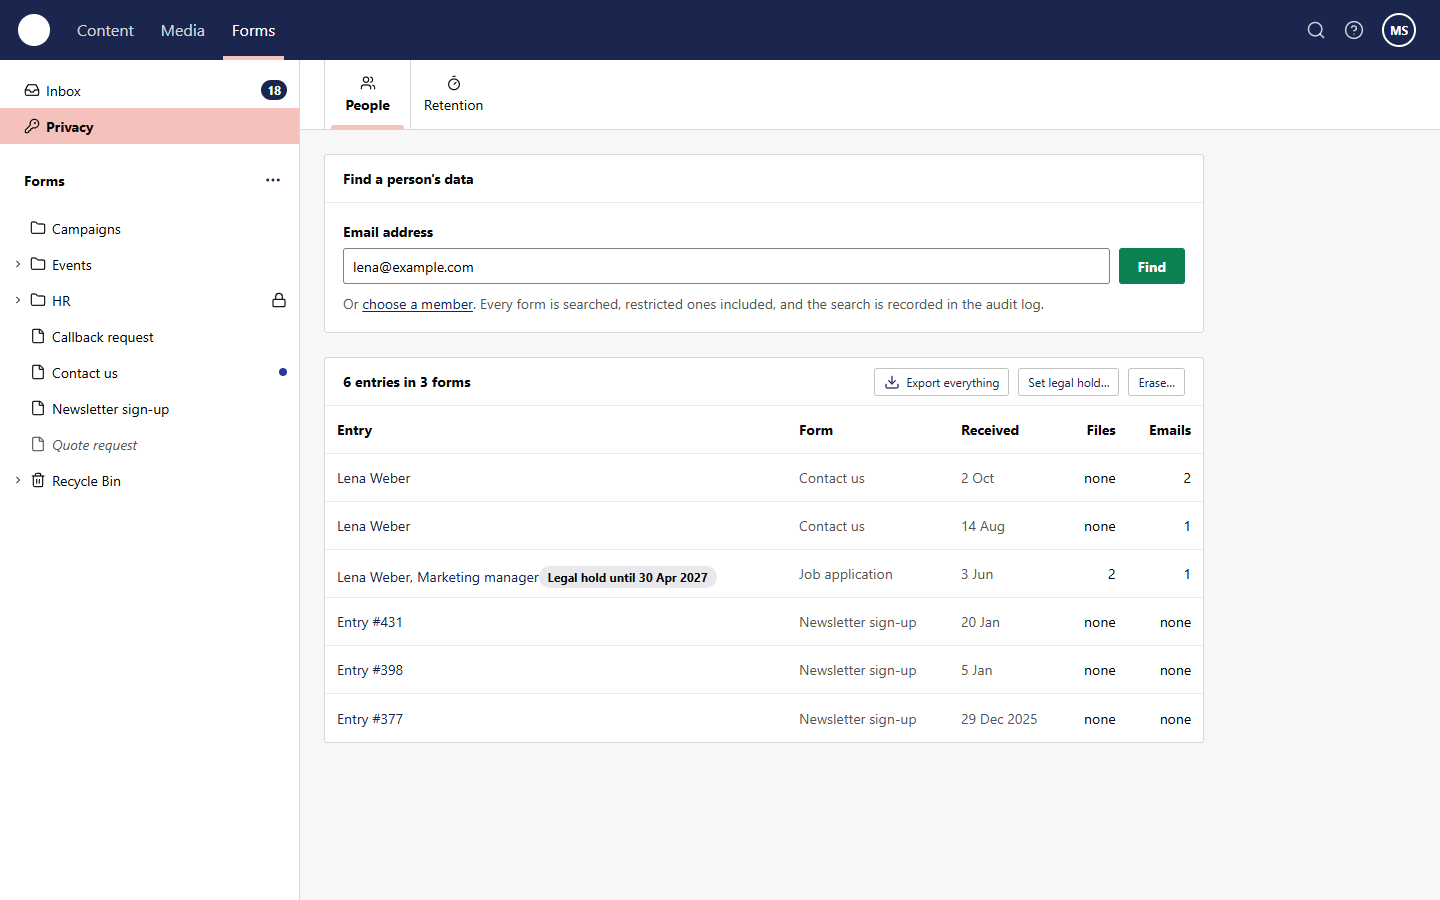 Content Media Forms MS
Inbox 18
Privacy
Forms
Campaigns
Events
HR
Callback request
Contact us
Newsletter sign-up
Quote request
Recycle Bin
People Retention
Find a person's data
Email address
lena@example.com Find
Or choose a member. Every form is searched, restricted ones included, and the search is recorded in the audit log.
6 entries in 3 forms Export everything Set legal hold... Erase...
Entry Form Received Files Emails
Lena Weber Contact us 2 Oct none 2
Lena Weber Contact us 14 Aug none 1
Lena Weber, Marketing manager Legal hold until 30 Apr 2027 Job application 3 Jun 2 1
Entry #431 Newsletter sign-up 20 Jan none none
Entry #398 Newsletter sign-up 5 Jan none none
Entry #377 Newsletter sign-up 29 Dec 2025 none none